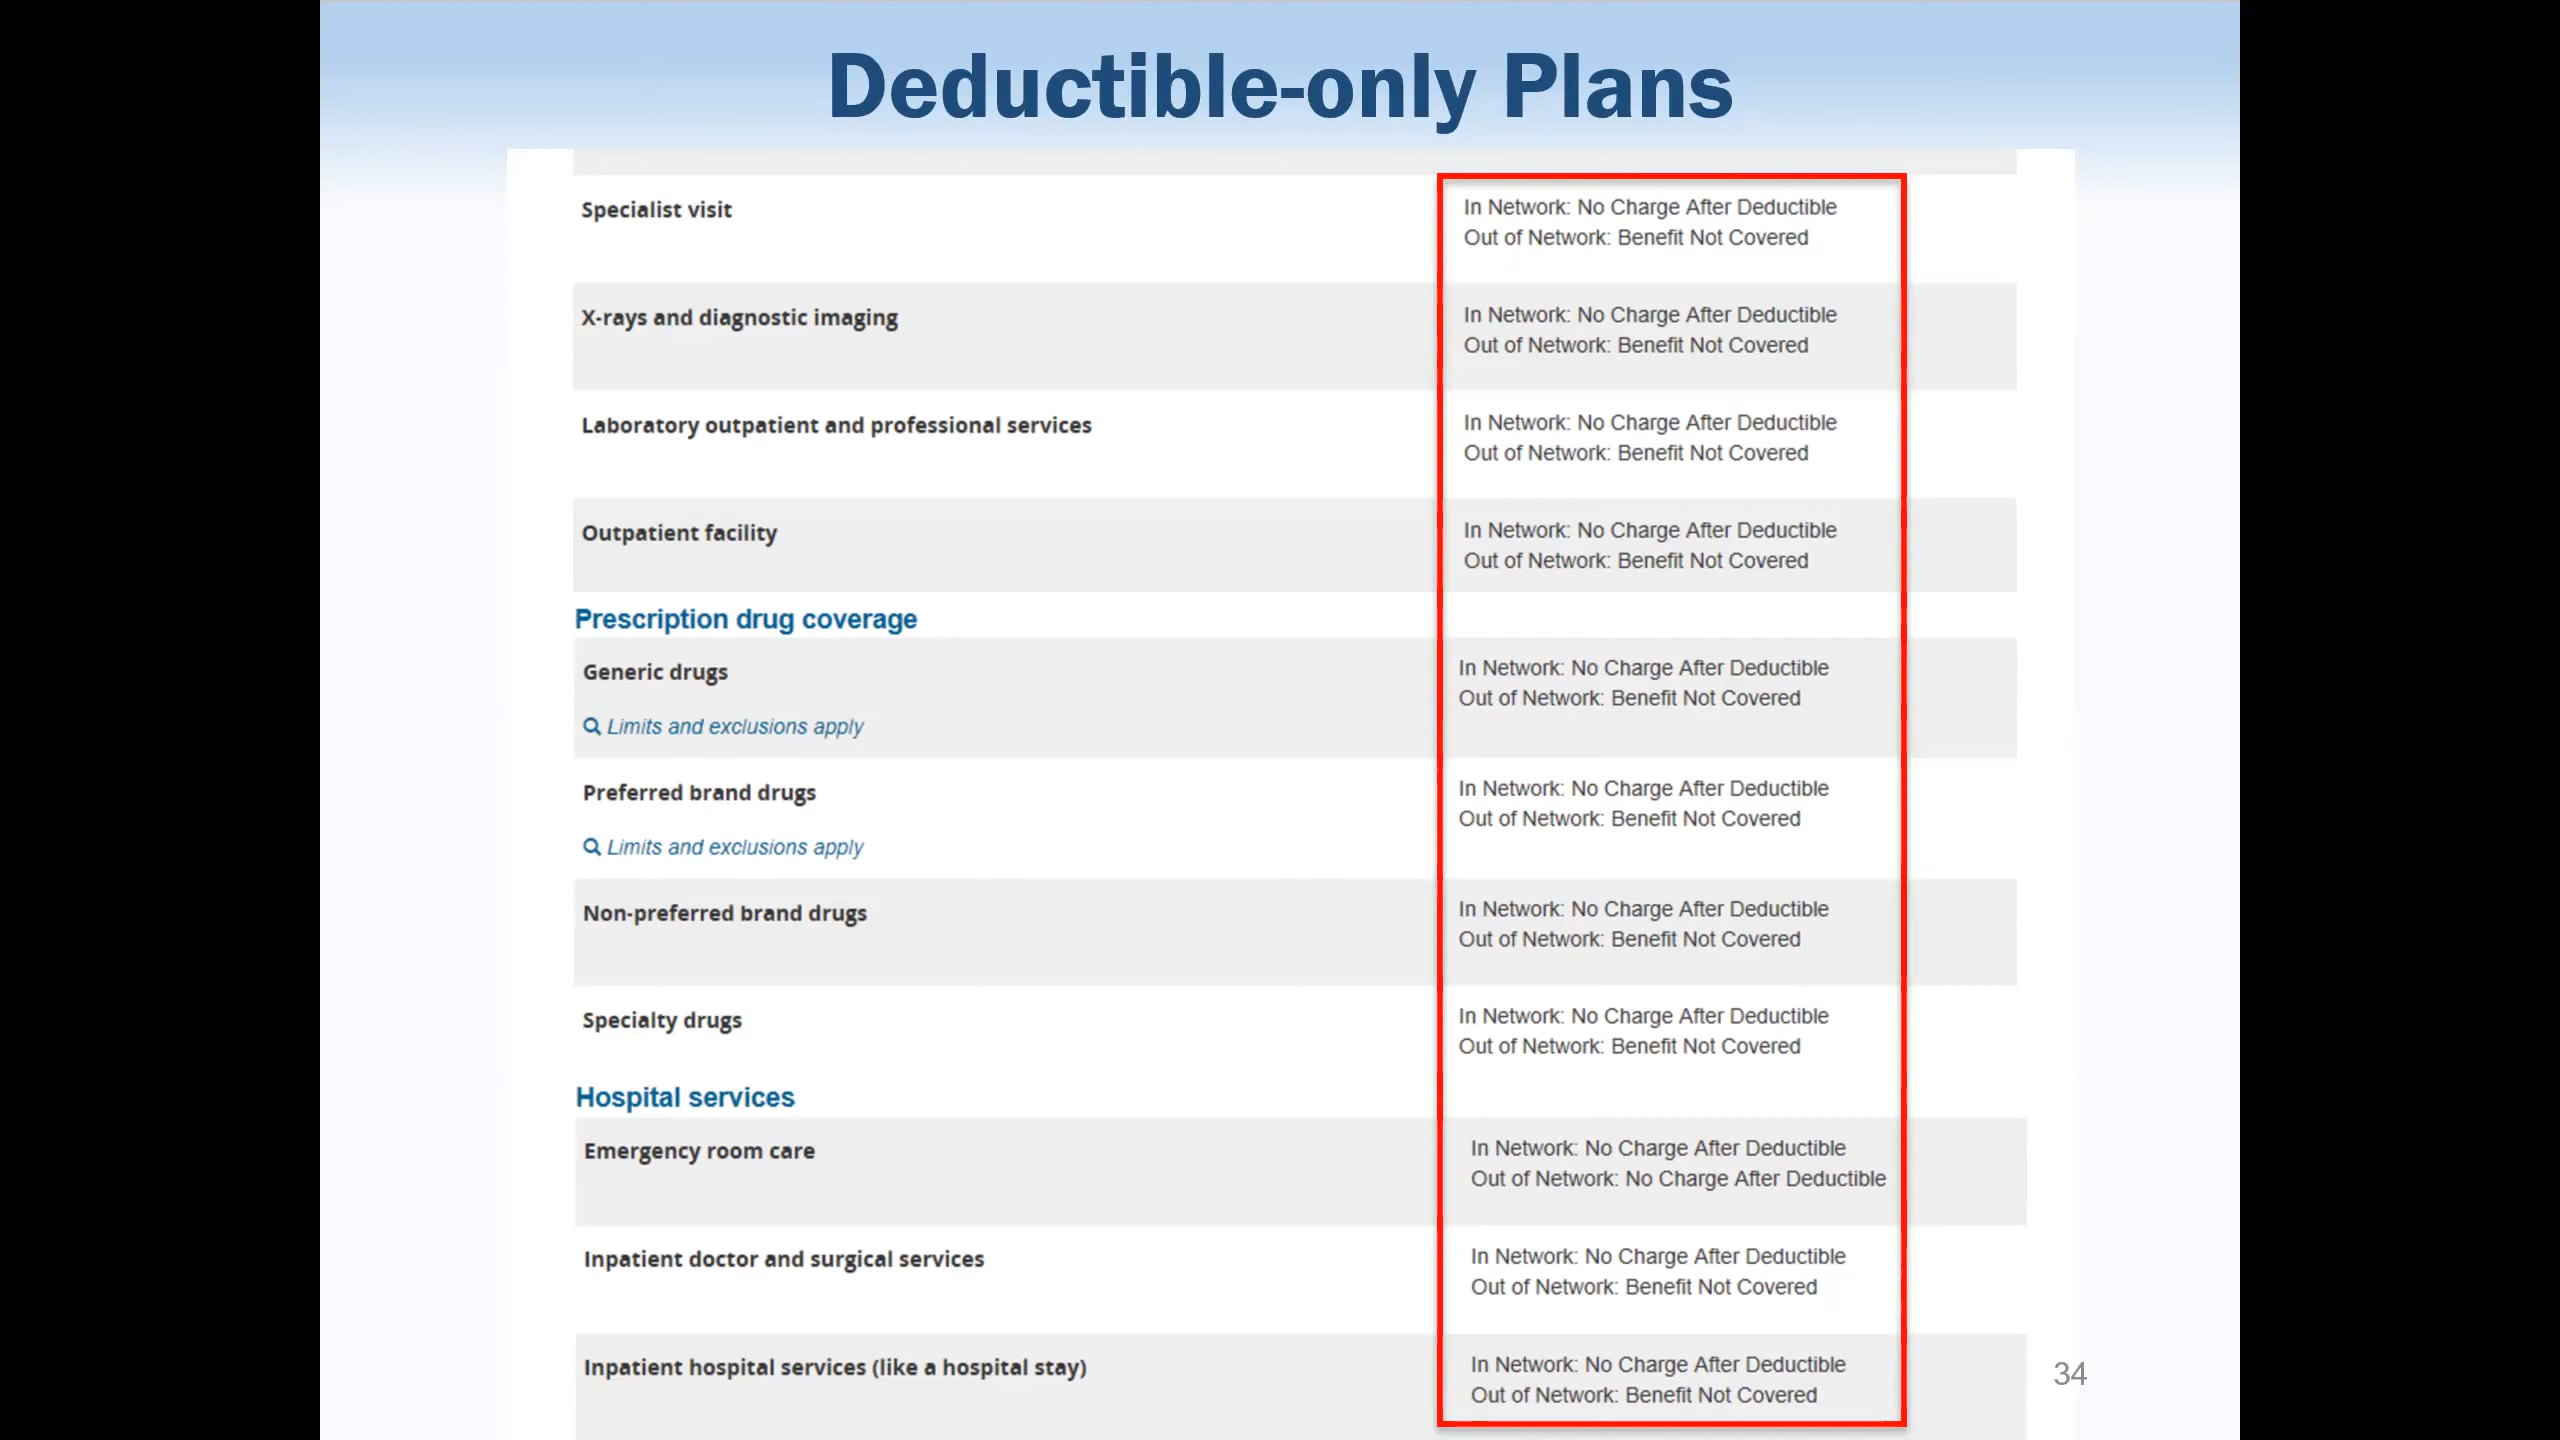 Deductible-only Plans
Specialist visit
In Network: No Charge After Deductible
Out of Network: Benefit Not Covered
X-rays and diagnostic imaging
In Network: No Charge After Deductible
Out of Network: Benefit Not Covered
Laboratory outpatient and professional services
In Network: No Charge After Deductible
Out of Network: Benefit Not Covered
Outpatient facility
In Network: No Charge After Deductible
Out of Network: Benefit Not Covered
Prescription drug coverage
Generic drugs
Limits and exclusions apply
In Network: No Charge After Deductible
Out of Network: Benefit Not Covered
Preferred brand drugs
Limits and exclusions apply
In Network: No Charge After Deductible
Out of Network: Benefit Not Covered
Non-preferred brand drugs
In Network: No Charge After Deductible
Out of Network: Benefit Not Covered
Specialty drugs
In Network: No Charge After Deductible
Out of Network: Benefit Not Covered
Hospital services
Emergency room care
In Network: No Charge After Deductible
Out of Network: No Charge After Deductible
Inpatient doctor and surgical services
In Network: No Charge After Deductible
Out of Network: Benefit Not Covered
Inpatient hospital services (like a hospital stay)
In Network: No Charge After Deductible
Out of Network: Benefit Not Covered
34